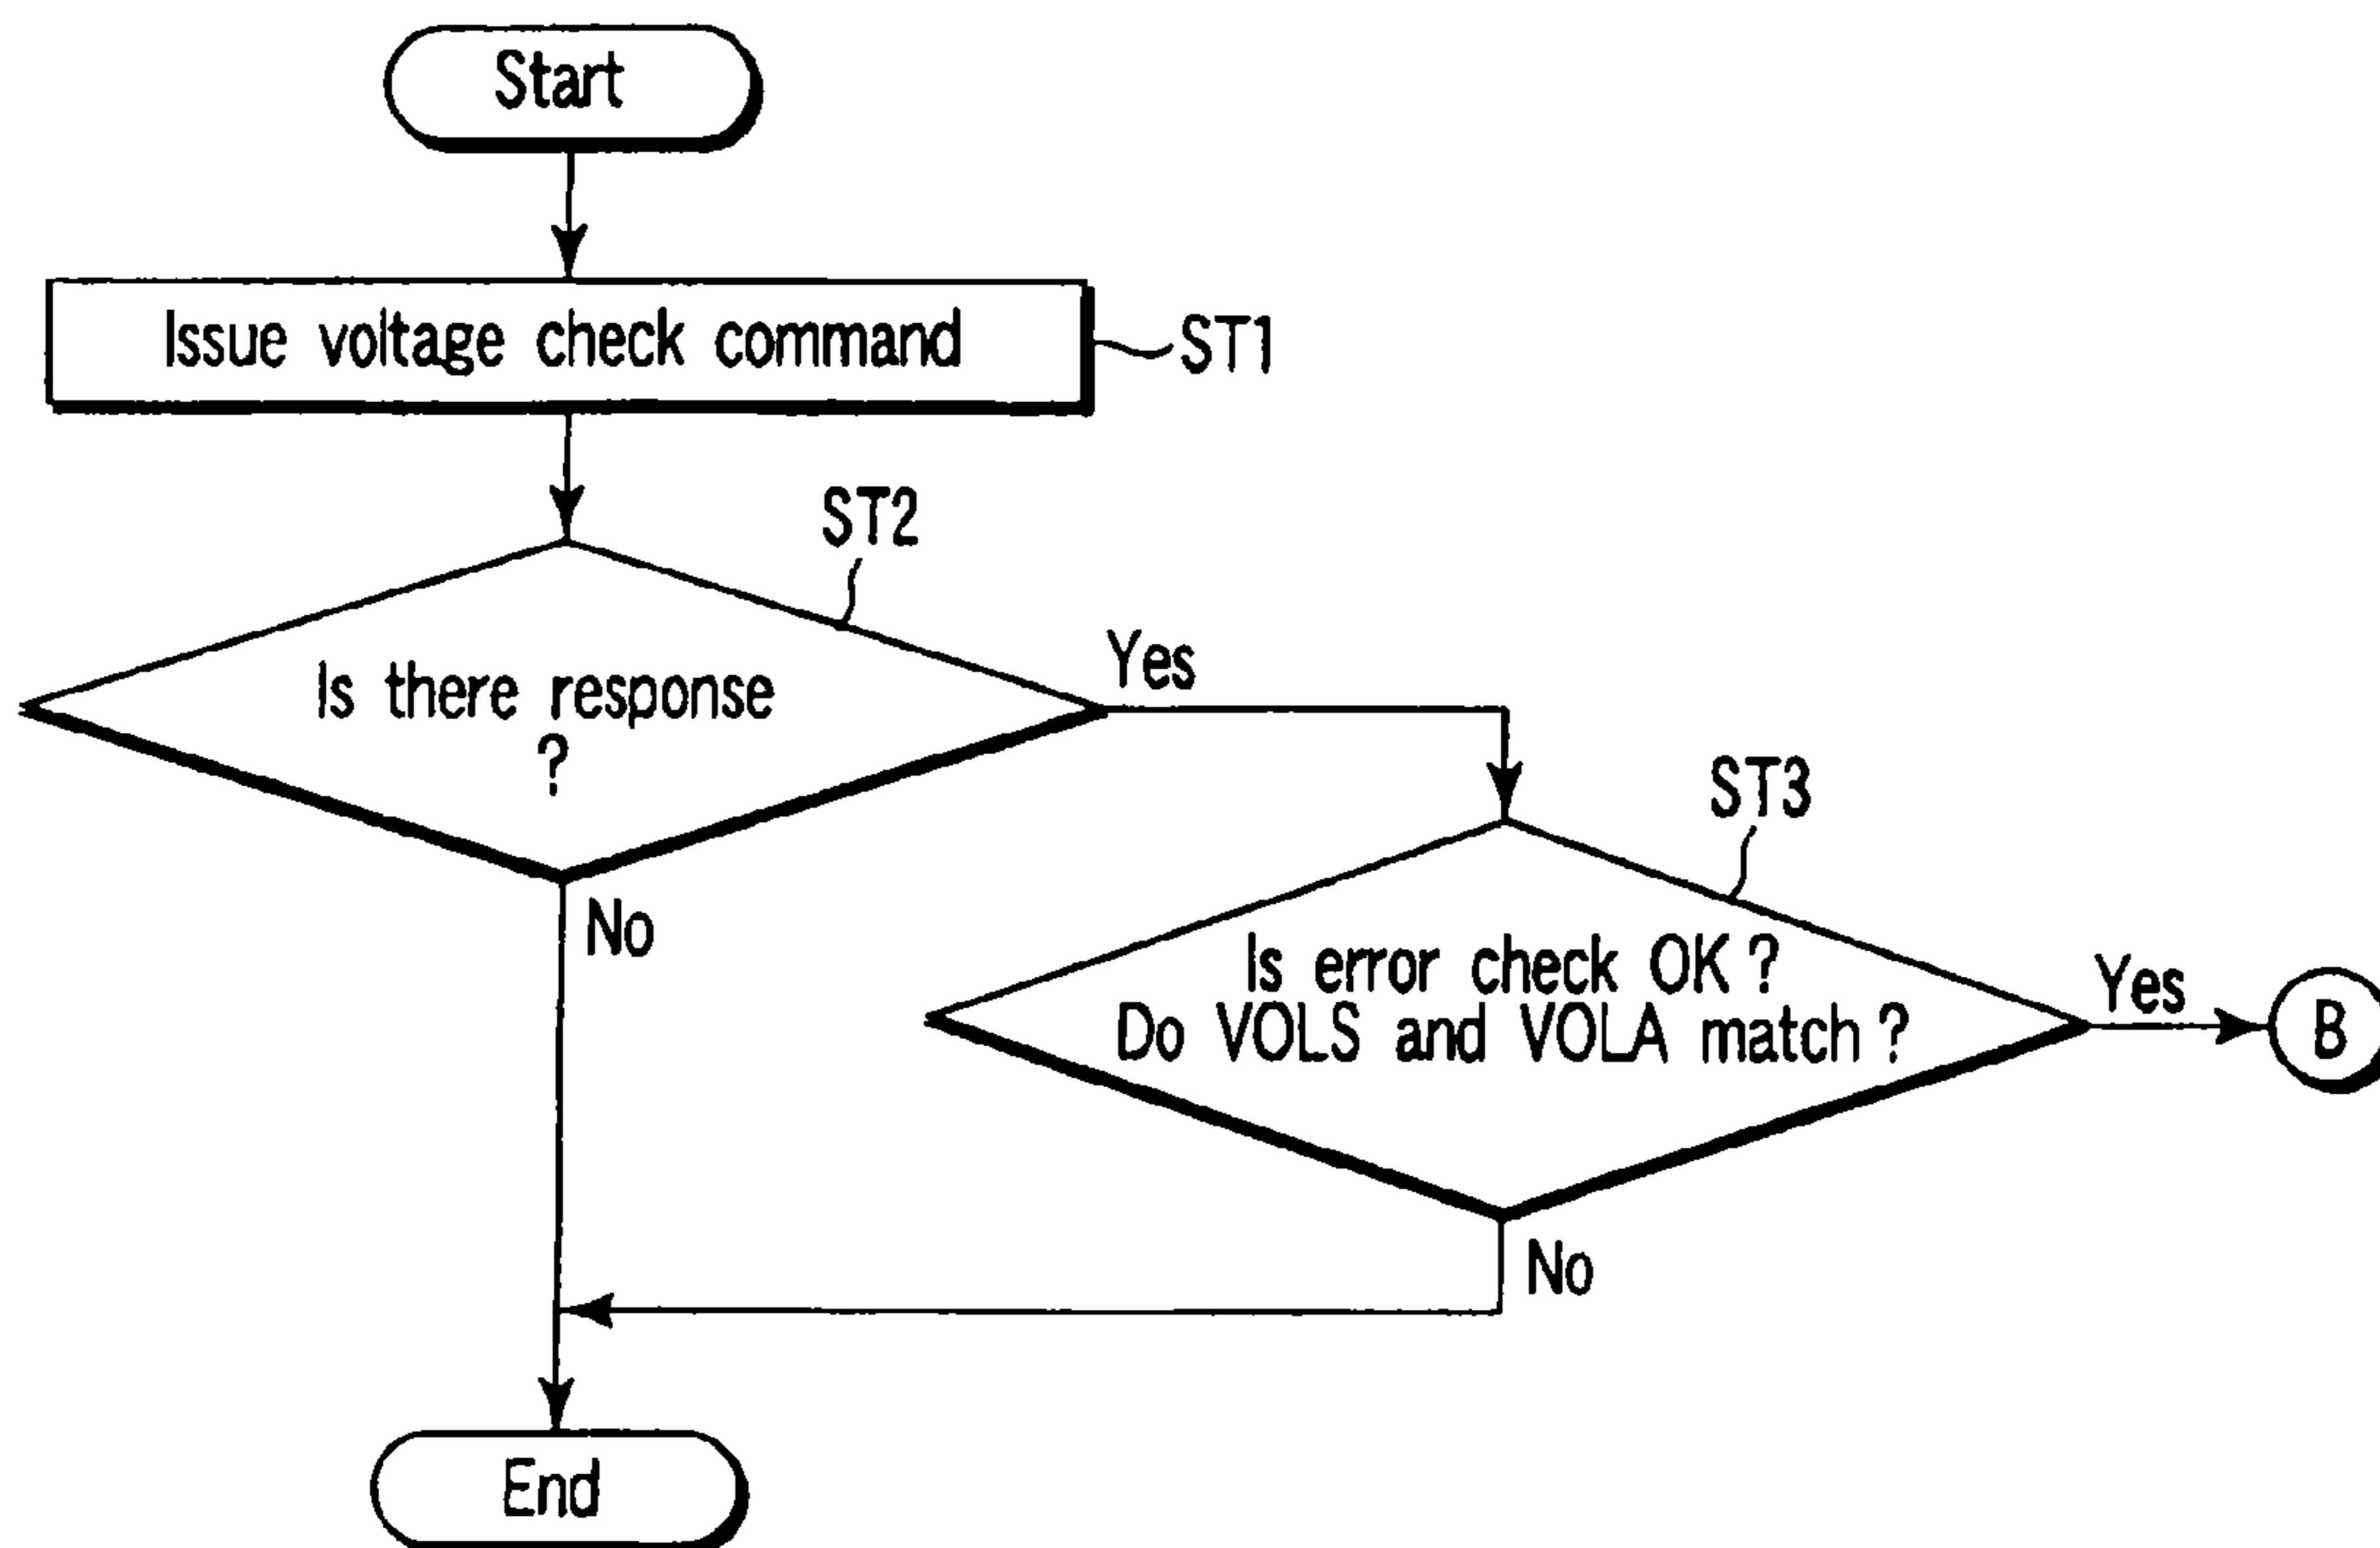 Start
Issue voltage check command
ST1
ST2
Is there response
?
Yes
No
ST3
Is error check OK ?
Do VOLS and VOLA match ?
Yes
B
No
End